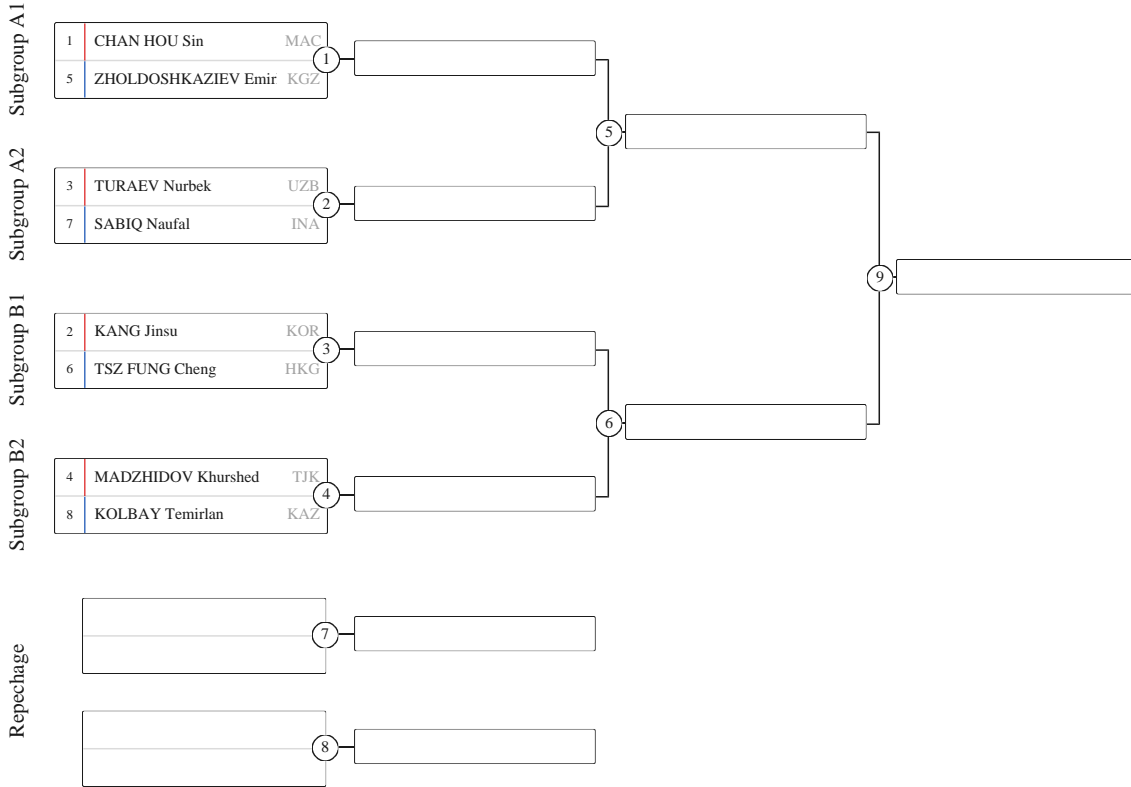 Subgroup A1
1 CHAN HOU Sin MAC
5 ZHOLDOSHKAZIEV Emir KGZ
1
5
Subgroup A2
3 TURAEV Nurbek UZB
7 SABIQ Naufal INA
2
9
Subgroup B1
2 KANG Jinsu KOR
6 TSZ FUNG Cheng HKG
3
6
Subgroup B2
4 MADZHIDOV Khurshed TJK
8 KOLBAY Temirlan KAZ
4
Repechage
7
8